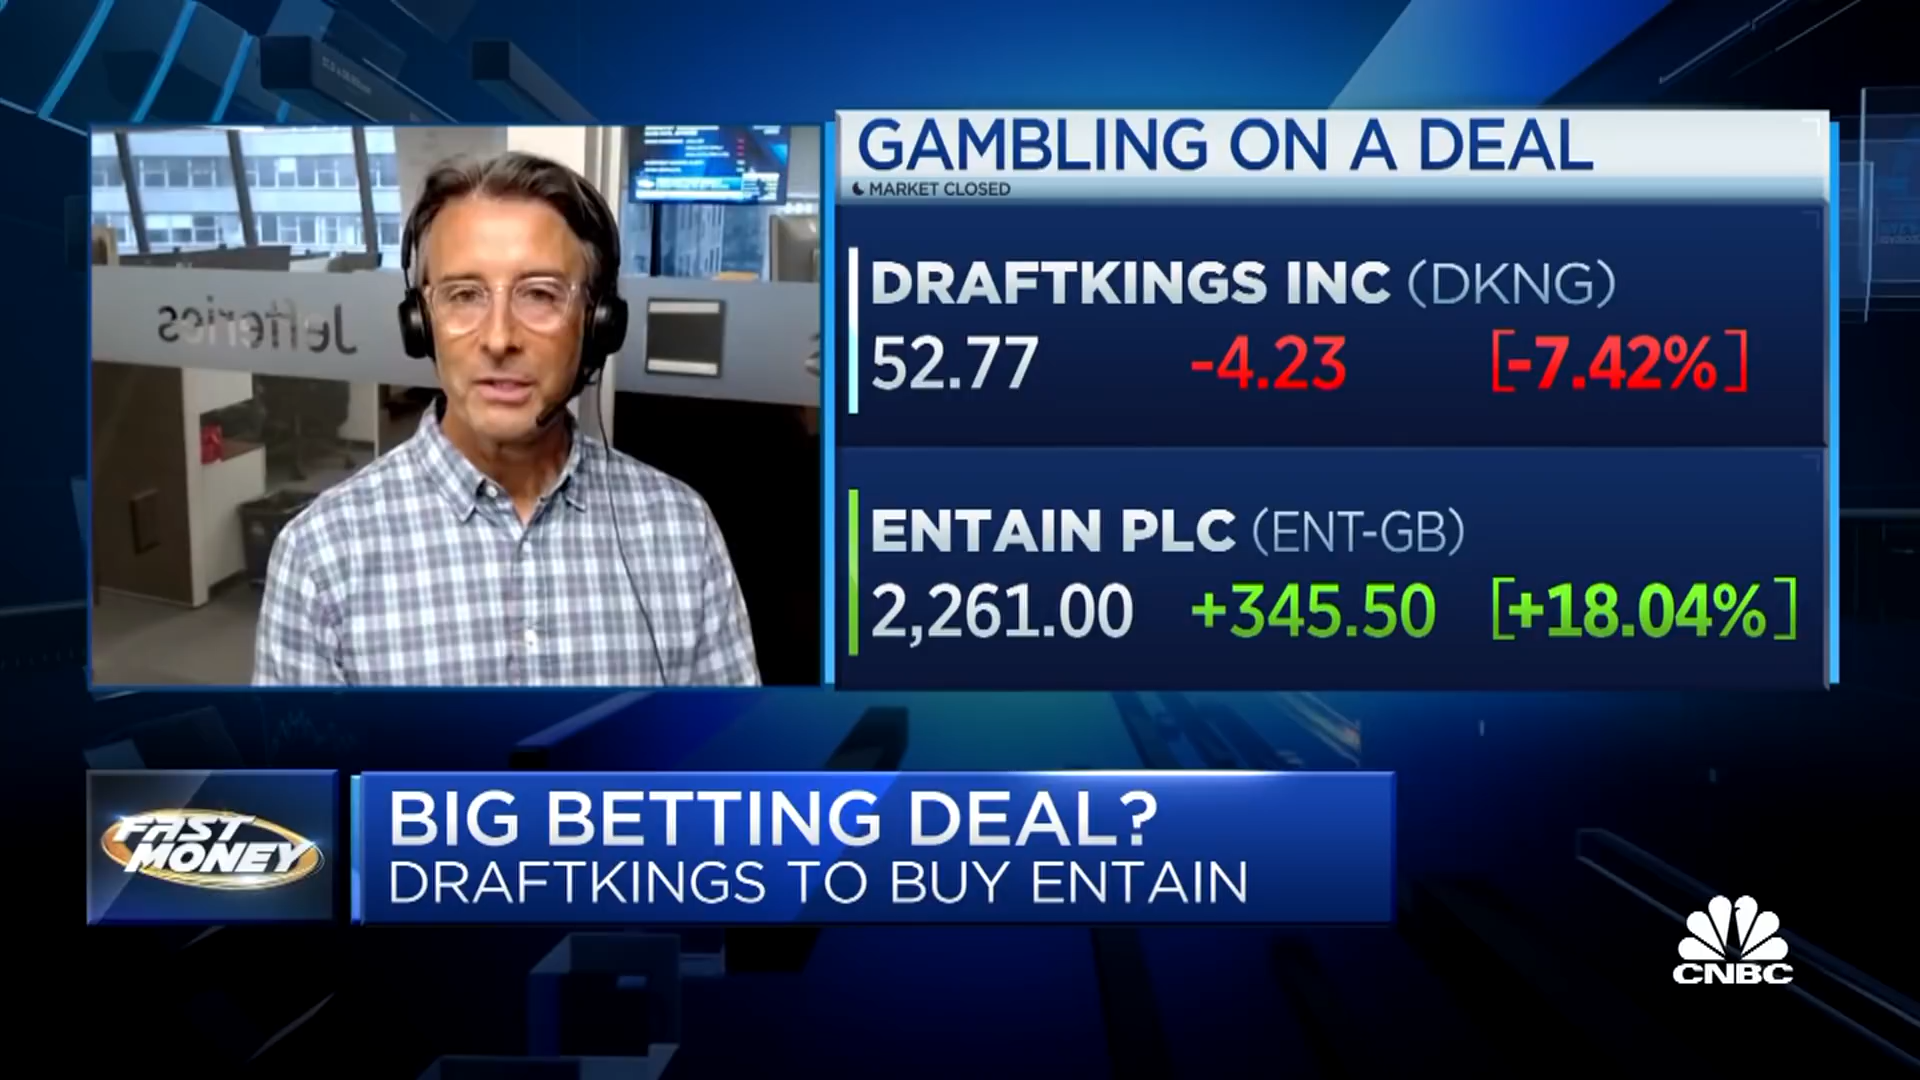 GAMBLING ON A DEAL
MARKET CLOSED
DRAFTKINGS INC (DKNG)
52.77 -4.23 [-7.42%]
ENTAIN PLC (ENT-GB)
2,261.00 +345.50 [+18.04%]
Jefferies
FAST
MONEY
BIG BETTING DEAL?
DRAFTKINGS TO BUY ENTAIN
CNBC